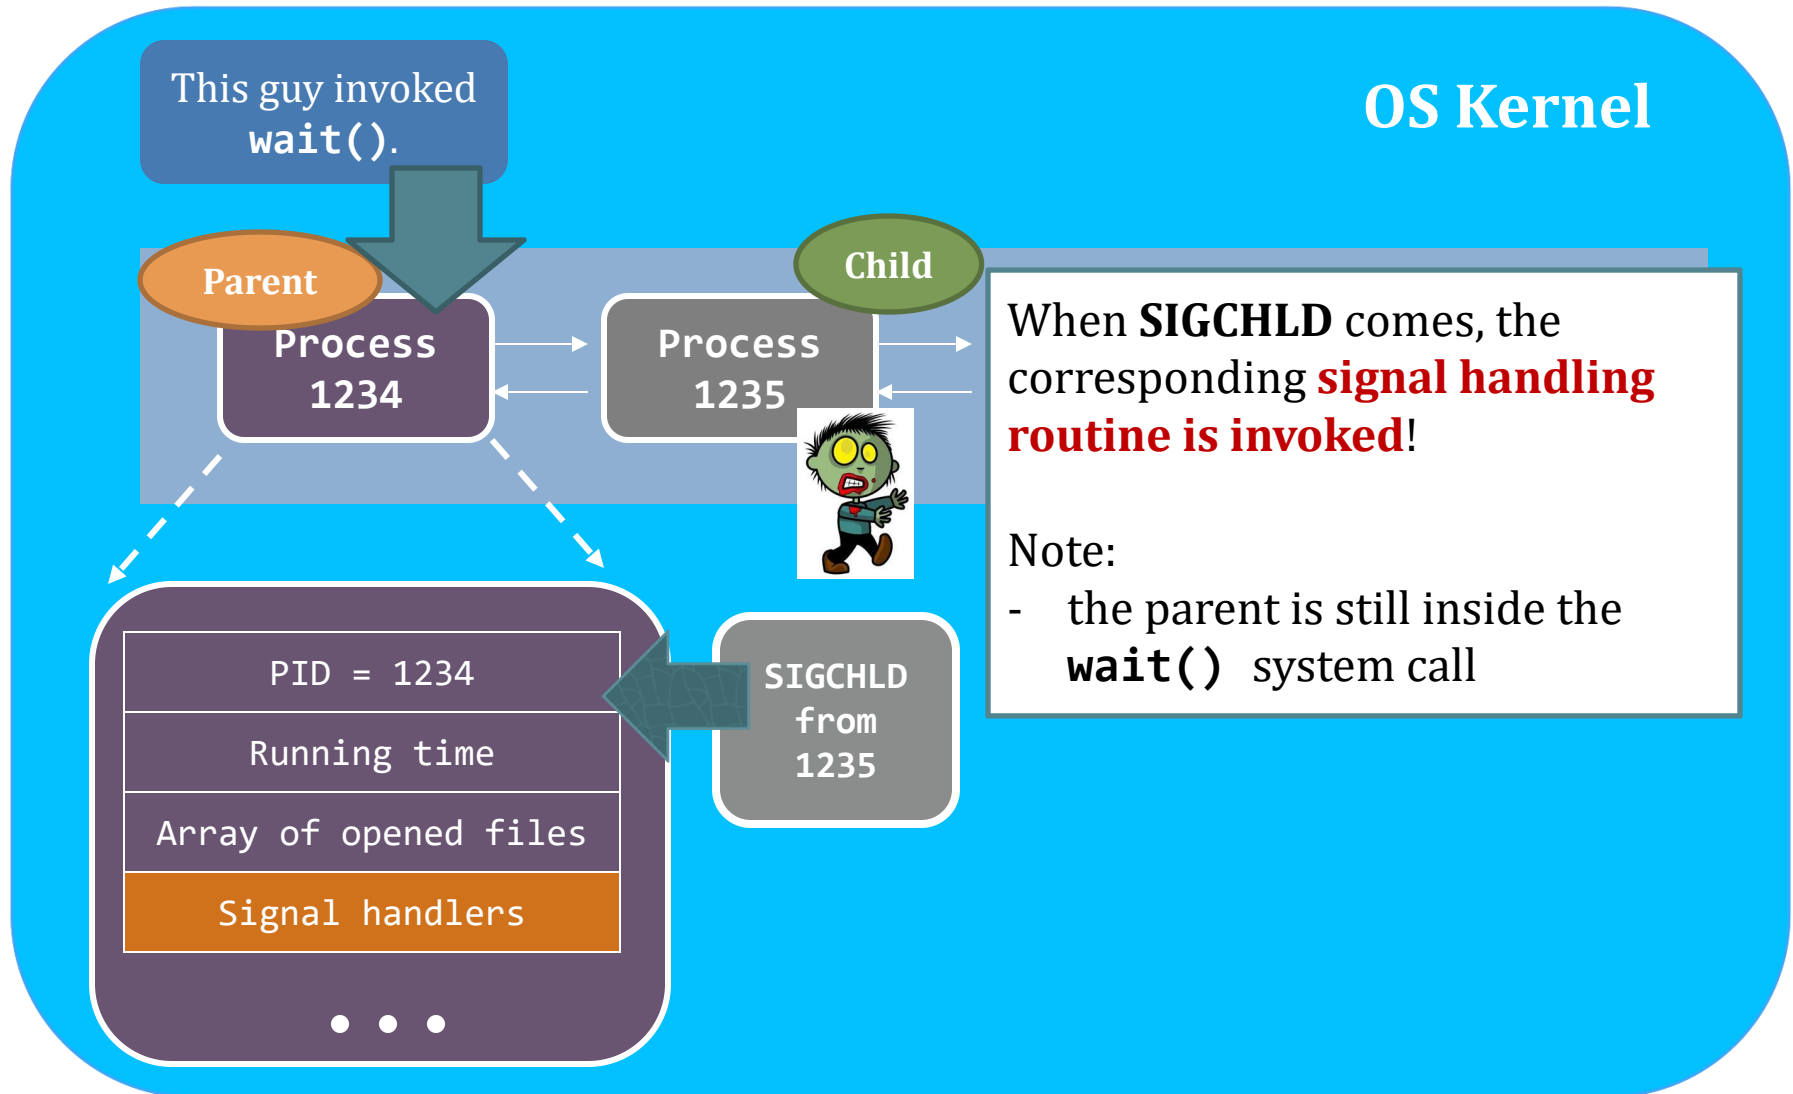 This guy invoked
wait().
OS Kernel
Parent
Child
Process
1234
Process
1235
When SIGCHLD comes, the
corresponding signal handling
routine is invoked!
Note:
- the parent is still inside the
wait() system call
PID = 1234
Running time
Array of opened files
Signal handlers
SIGCHLD
from
1235